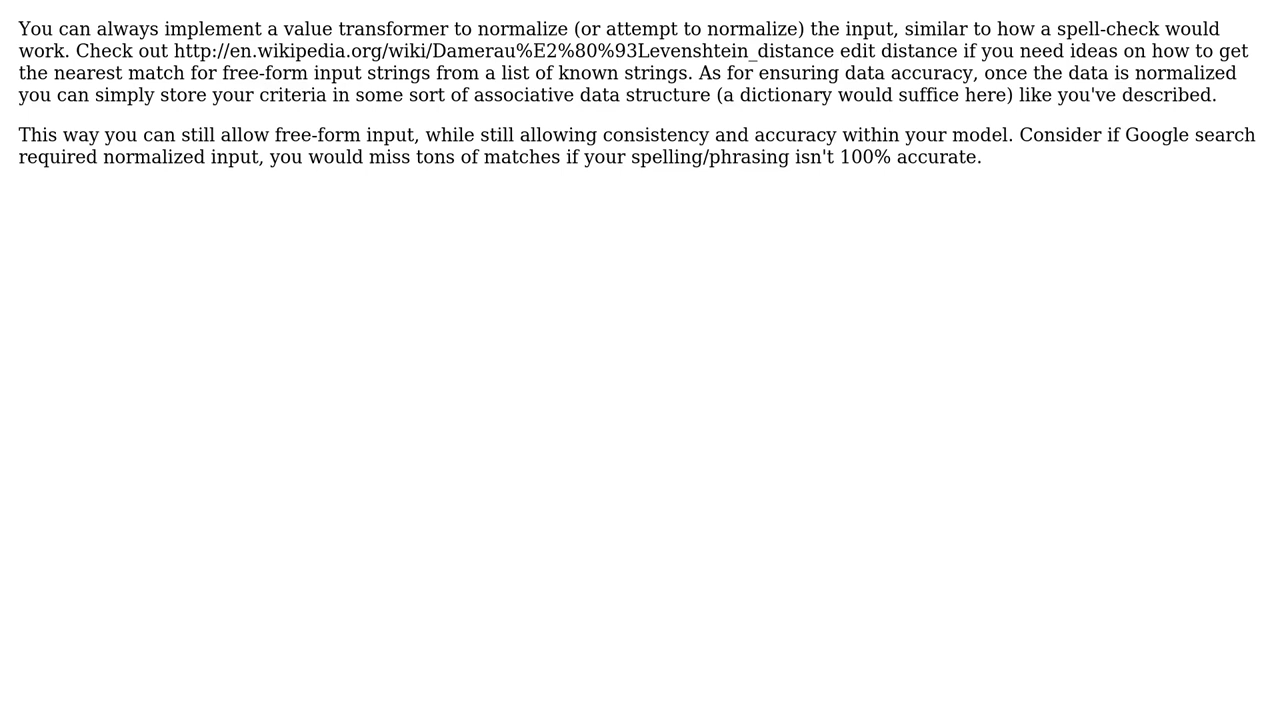 You can always implement a value transformer to normalize (or attempt to normalize) the input, similar to how a spell-check would
work. Check out http://en.wikipedia.org/wiki/Damerau%E2%80%93Levenshtein_distance edit distance if you need ideas on how to get
the nearest match for free-form input strings from a list of known strings. As for ensuring data accuracy, once the data is normalized
you can simply store your criteria in some sort of associative data structure (a dictionary would suffice here) like you've described.
This way you can still allow free-form input, while still allowing consistency and accuracy within your model. Consider if Google search
required normalized input, you would miss tons of matches if your spelling/phrasing isn't 100% accurate.